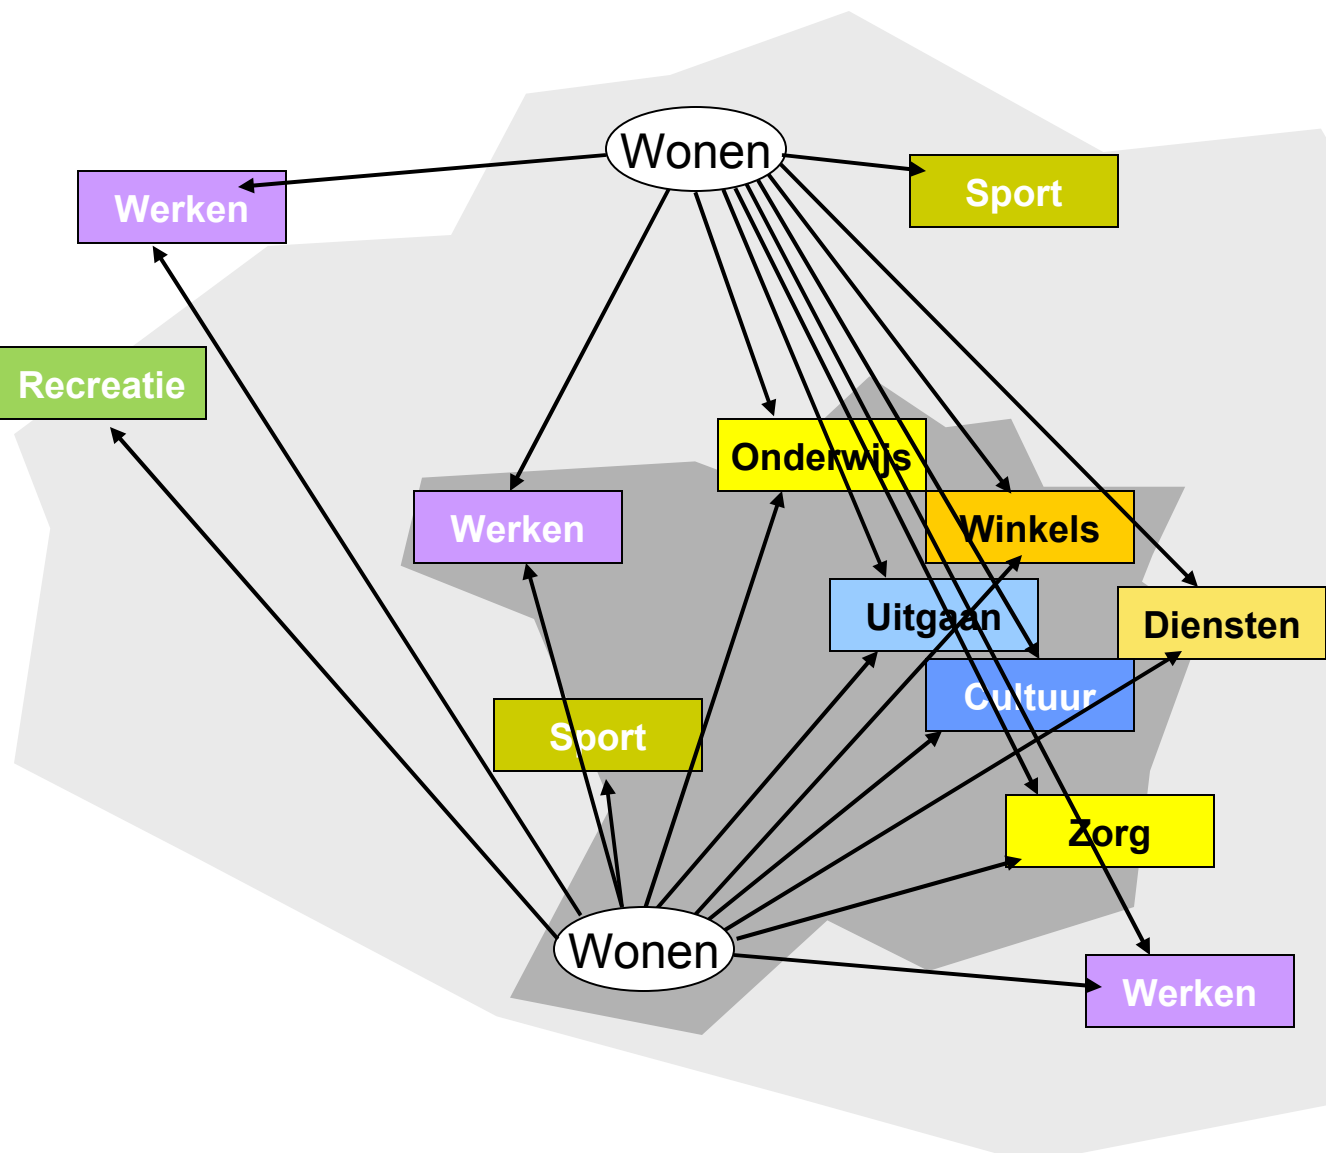 Wonen
Sport
Werken
Recreatie
Onderwijs
Werken
Winkels
Uitgaan
Diensten
Cultuur
Sport
Zorg
Wonen
Werken